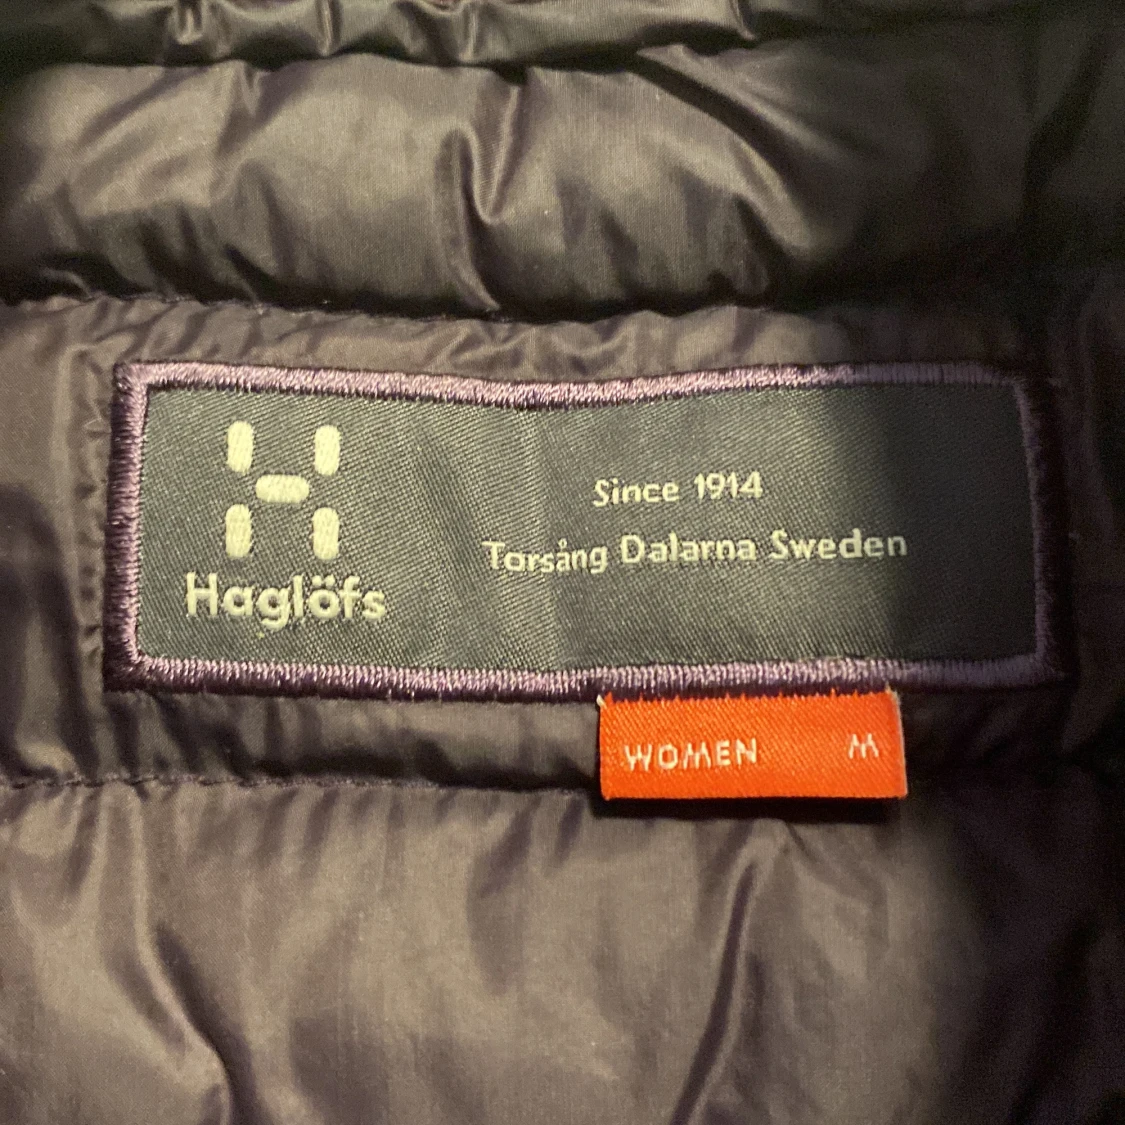 Haglöfs
Since 1914
Torsång Dalarna Sweden
WOMEN M